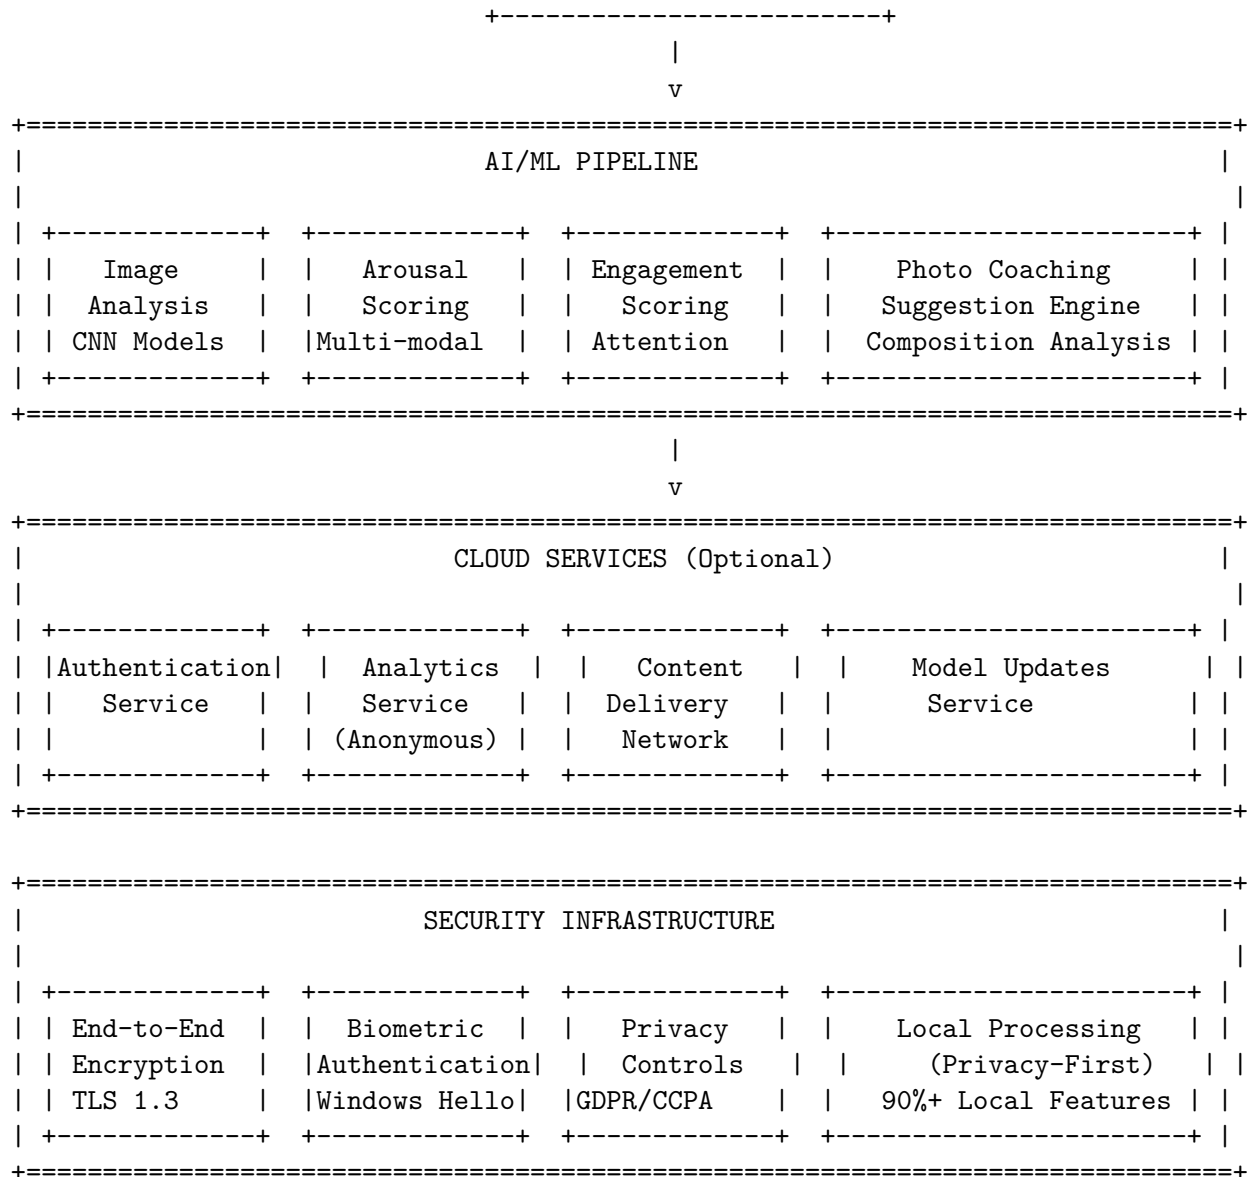 +-------------------------+
|
v
+===============================================================================+
| AI/ML PIPELINE |
| |
| +-------------+ +-------------+ +-------------+ +-----------------------+ |
| | Image | | Arousal | | Engagement | | Photo Coaching | |
| | Analysis | | Scoring | | Scoring | | Suggestion Engine | |
| | CNN Models | |Multi-modal | | Attention | | Composition Analysis | |
| +-------------+ +-------------+ +-------------+ +-----------------------+ |
+===============================================================================+
|
v
+===============================================================================+
| CLOUD SERVICES (Optional) |
| |
| +-------------+ +-------------+ +-------------+ +-----------------------+ |
| |Authentication| | Analytics | | Content | | Model Updates | |
| | Service | | Service | | Delivery | | Service | |
| | | | (Anonymous) | | Network | | | |
| +-------------+ +-------------+ +-------------+ +-----------------------+ |
+===============================================================================+
+===============================================================================+
| SECURITY INFRASTRUCTURE |
| |
| +-------------+ +-------------+ +-------------+ +-----------------------+ |
| | End-to-End | | Biometric | | Privacy | | Local Processing | |
| | Encryption | |Authentication| | Controls | | (Privacy-First) | |
| | TLS 1.3 | |Windows Hello| |GDPR/CCPA | | 90%+ Local Features | |
| +-------------+ +-------------+ +-------------+ +-----------------------+ |
+===============================================================================+